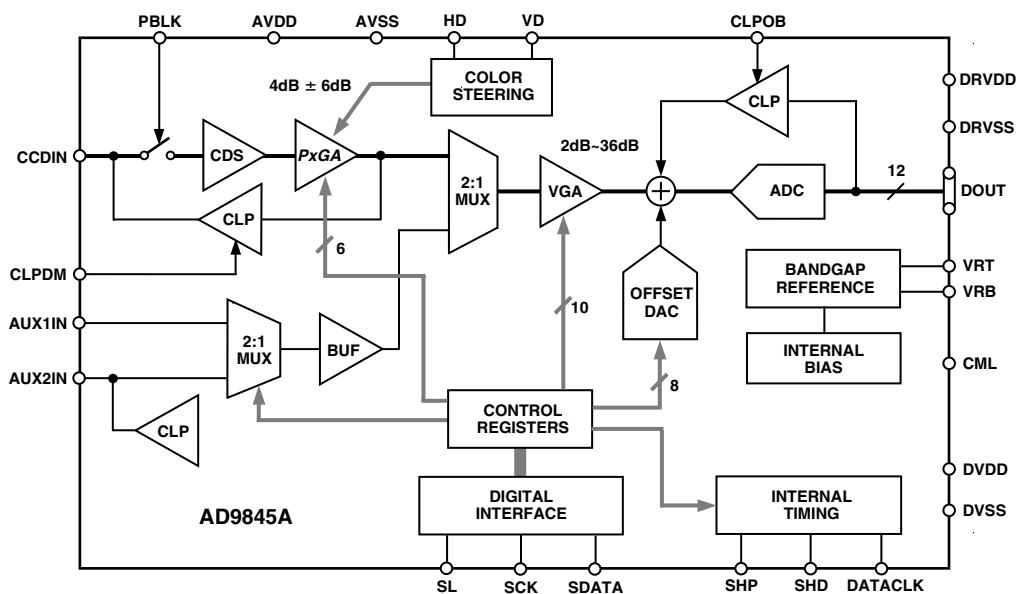 PBLK
AVDD
AVSS
HD
VD
CLPOB
4dB ± 6dB
COLOR
STEERING
CLP
DRVDD
DRVSS
CCDIN
CDS
PxGA
2:1
MUX
2dB~36dB
VGA
ADC
12
DOUT
CLP
6
CLPDM
10
OFFSET
DAC
8
BANDGAP
REFERENCE
VRT
VRB
INTERNAL
BIAS
CML
AUX1IN
AUX2IN
2:1
MUX
BUF
CLP
CONTROL
REGISTERS
DIGITAL
INTERFACE
INTERNAL
TIMING
DVDD
DVSS
AD9845A
SL
SCK
SDATA
SHP
SHD
DATACLK